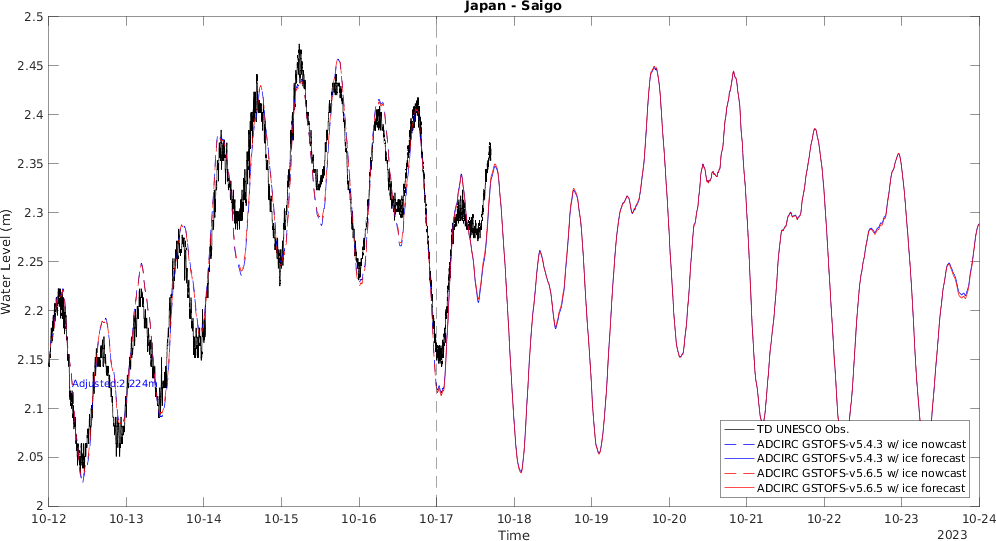 Japan - Saigo
2.5
2.45
2.4
2.35
2.3
2.25
2.2
2.15
2.1
2.05
2
Water Level (m)
Adjusted:2.224m
TD UNESCO Obs.
ADCIRC GSTOFS-v5.4.3 w/ ice nowcast
ADCIRC GSTOFS-v5.4.3 w/ ice forecast
ADCIRC GSTOFS-v5.6.5 w/ ice nowcast
ADCIRC GSTOFS-v5.6.5 w/ ice forecast
10-12 10-13 10-14 10-15 10-16 10-17 10-18 10-19 10-20 10-21 10-22 10-23 10-24
Time
2023